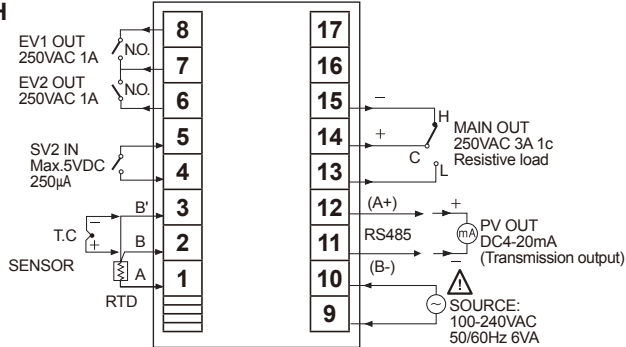 H
EV1 OUT
250VAC 1A
N.O.
EV2 OUT
250VAC 1A
N.O.
SV2 IN
Max.5VDC
250µA
B'
T.C
−
+
B
SENSOR
A
RTD
8
7
6
5
4
3
2
1
17
16
15
14
13
12
11
10
9
−
H
+
C
MAIN OUT
250VAC 3A 1c
Resistive load
L
(A+)
RS485
(B-)
+
mA
−
PV OUT
DC4-20mA
(Transmission output)
!
SOURCE:
100-240VAC
50/60Hz 6VA